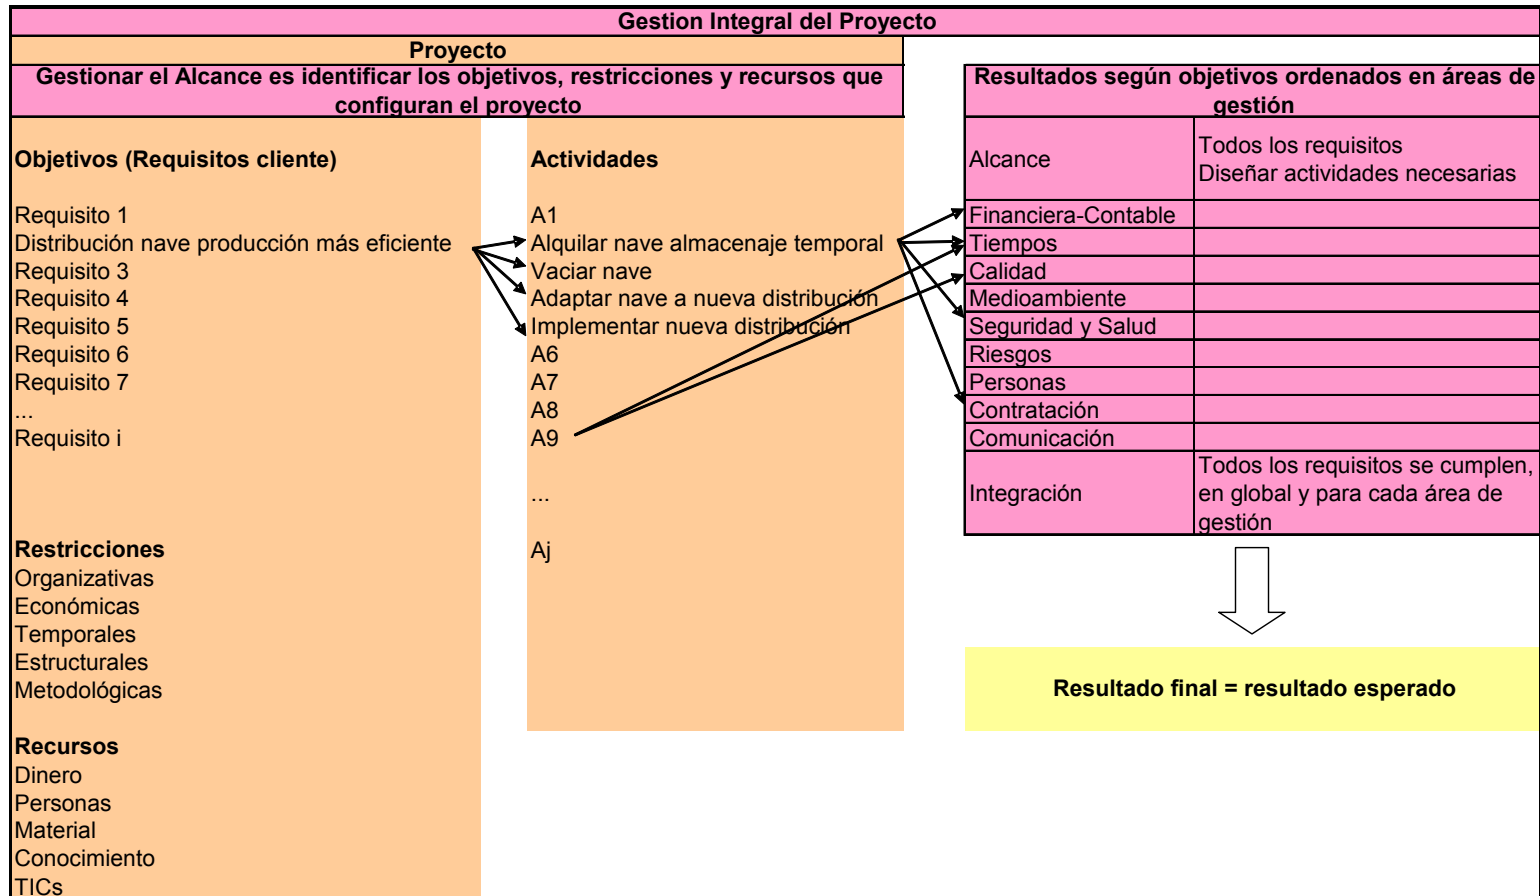 Gestion Integral del Proyecto
Proyecto
Gestionar el Alcance es identificar los objetivos, restricciones y recursos que
configuran el proyecto
Objetivos (Requisitos cliente)
Requisito 1
Distribución nave producción más eficiente
Requisito 3
Requisito 4
Requisito 5
Requisito 6
Requisito 7
...
Requisito i
Restricciones
Organizativas
Económicas
Temporales
Estructurales
Metodológicas
Recursos
Dinero
Personas
Material
Conocimiento
TICs
Actividades
A1
Alquilar nave almacenaje temporal
Vaciar nave
Adaptar nave a nueva distribución
Implementar nueva distribución
A6
A7
A8
A9
...
Aj
Resultados según objetivos ordenados en áreas de
gestión
Alcance
Todos los requisitos
Diseñar actividades necesarias
Financiera-Contable
Tiempos
Calidad
Medioambiente
Seguridad y Salud
Riesgos
Personas
Contratación
Comunicación
Integración
Todos los requisitos se cumplen,
en global y para cada área de
gestión
Resultado final = resultado esperado